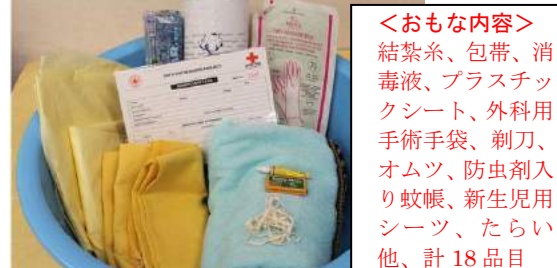 ＜おもな内容＞
結紮糸、包帯、消
毒液、プラスチッ
クシート、外科用
手術手袋、剃刀、
オムツ、防虫剤入
り蚊帳、新生児用
シーツ、たらい
他、計 18 品目